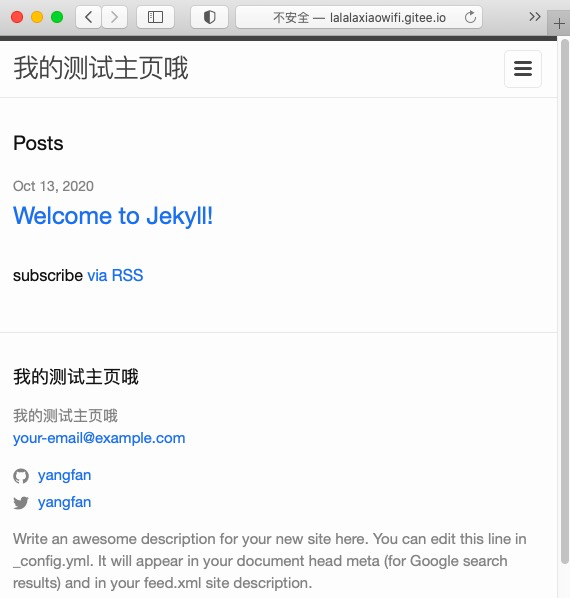 不安全 — lalalaxiaowifi.gitee.io
我的测试主页哦
Posts
Oct 13, 2020
Welcome to Jekyll!
subscribe via RSS
我的测试主页哦
我的测试主页哦
your-email@example.com
yangfan
yangfan
Write an awesome description for your new site here. You can edit this line in
_config.yml. It will appear in your document head meta (for Google search
results) and in your feed.xml site description.